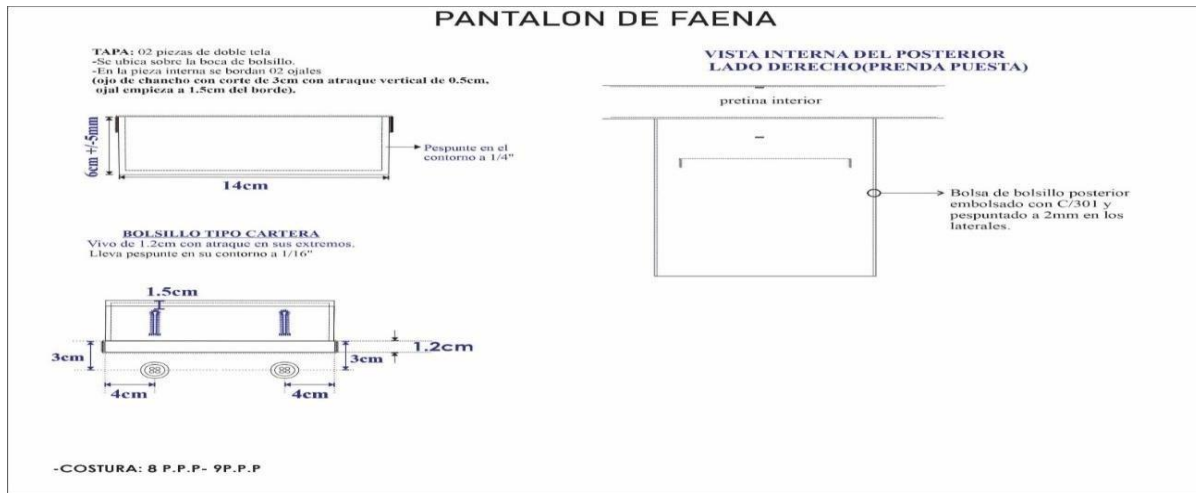 PANTALON DE FAENA
TAPA: 02 piezas de doble tela
-Se ubica sobre la boca de bolsillo.
-En la pieza interna se bordan 02 ojales
(ojo de chancho con corte de 3cm con atraque vertical de 0.5cm,
ojal empieza a 1.5cm del borde).
6cm +/-5mm
14cm
Pespunte en el
contorno a 1/4"
BOLSILLO TIPO CARTERA
Vivo de 1.2cm con atraque en sus extremos.
Lleva pespunte en su contorno a 1/16"
1.5cm
3cm
3cm
1.2cm
4cm
4cm
VISTA INTERNA DEL POSTERIOR
LADO DERECHO(PRENDA PUESTA)
pretina interior
Bolsa de bolsillo posterior
embolsado con C/301 y
pespuntado a 2mm en los
laterales.
-COSTURA: 8 P.P.P- 9P.P.P